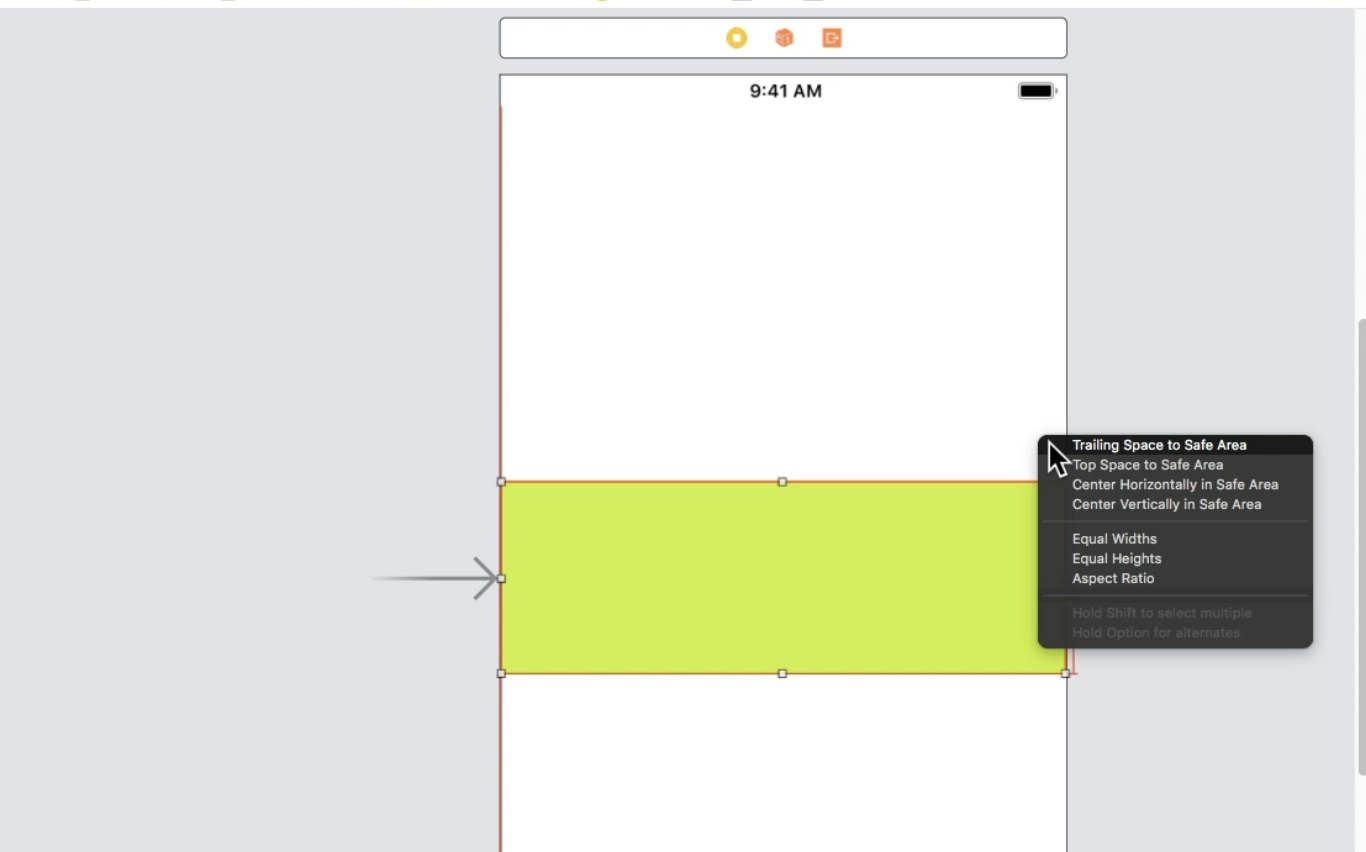 9:41 AM
Trailing Space to Safe Area
Top Space to Safe Area
Center Horizontally in Safe Area
Center Vertically in Safe Area
Equal Widths
Equal Heights
Aspect Ratio
Hold Shift to select multiple
Hold Option for alternates